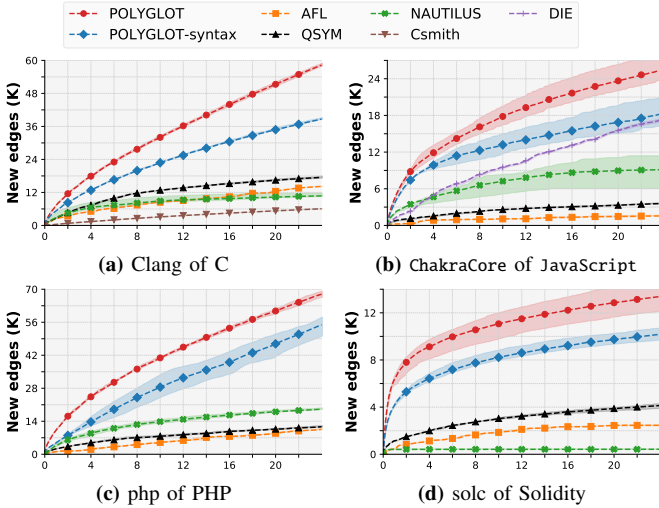 POLYGLOT AFL NAUTILUS DIE
POLYGLOT-syntax QSYM Csmith
New edges (K)
60
48
36
24
12
0
0 4 8 12 16 20
(a) Clang of C
New edges (K)
24
18
12
6
0
0 4 8 12 16 20
(b) ChakraCore of JavaScript
New edges (K)
70
56
42
28
14
0
0 4 8 12 16 20
(c) php of PHP
New edges (K)
12
8
4
0
0 4 8 12 16 20
(d) solc of Solidity